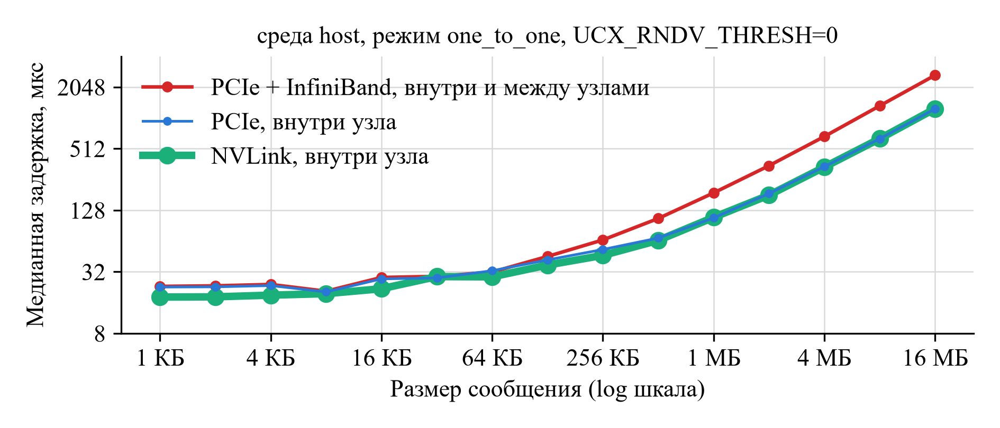 среда host, режим one_to_one, UCX_RNDV_THRESH=0
Медианная задержка, мкс
2048
512
128
32
8
PCIe + InfiniBand, внутри и между узлами
PCIe, внутри узла
NVLink, внутри узла
1 КБ 4 КБ 16 КБ 64 КБ 256 КБ 1 МБ 4 МБ 16 МБ
Размер сообщения (log шкала)